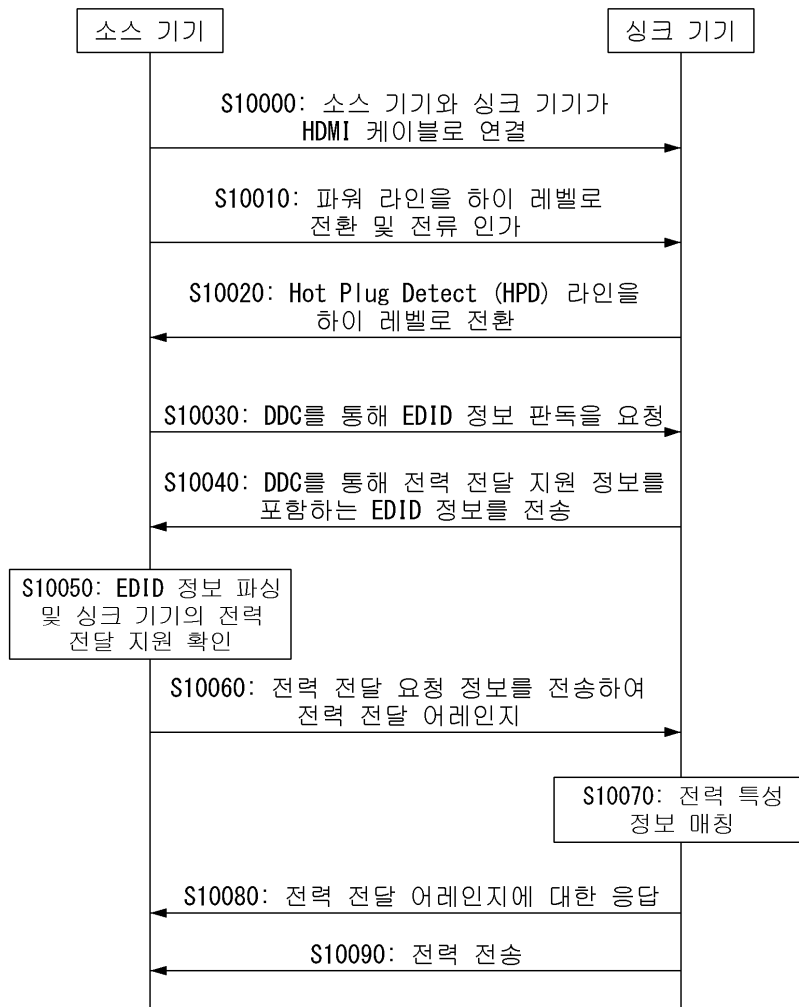 소스 기기
싱크 기기
S10000: 소스 기기와 싱크 기기가
HDMI 케이블로 연결
S10010: 파워 라인을 하이 레벨로
전환 및 전류 인가
S10020: Hot Plug Detect (HPD) 라인을
하이 레벨로 전환
S10030: DDC를 통해 EDID 정보 판독을 요청
S10040: DDC를 통해 전력 전달 지원 정보를
포함하는 EDID 정보를 전송
S10050: EDID 정보 파싱
및 싱크 기기의 전력
전달 지원 확인
S10060: 전력 전달 요청 정보를 전송하여
전력 전달 어레인지
S10070: 전력 특성
정보 매칭
S10080: 전력 전달 어레인지에 대한 응답
S10090: 전력 전송